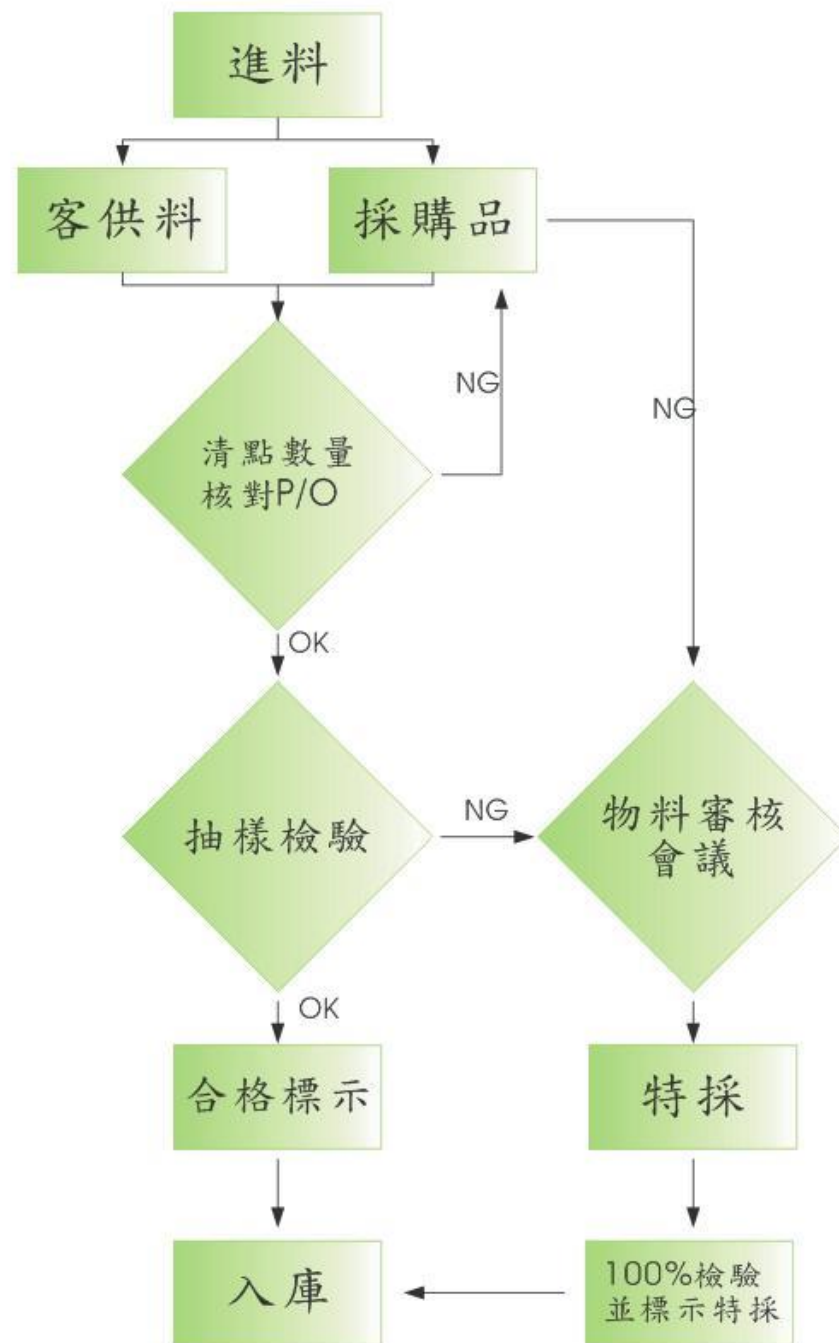 進料
客供料
採購品
NG
清點數量
核對P/O
NG
OK
抽樣檢驗
NG
物料審核
會議
OK
合格標示
特採
入庫
100%檢驗
並標示特採